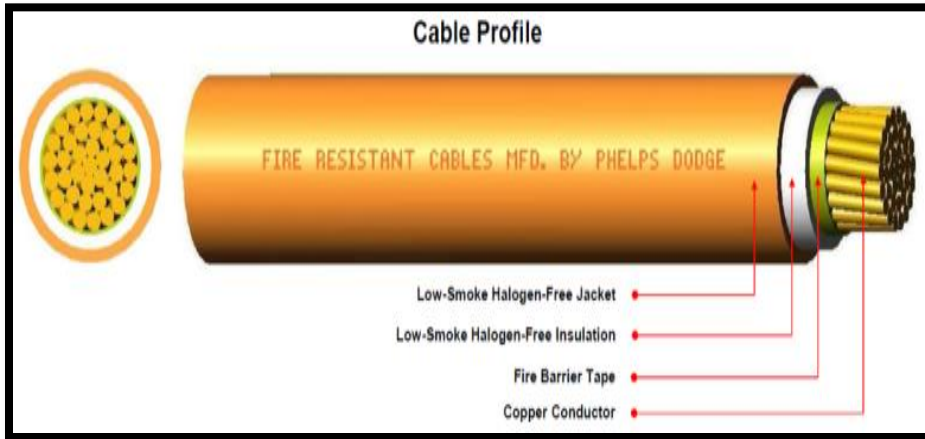 Cable Profile
FIRE RESISTANT CABLES MFD. BY PHELPS DODGE
Low-Smoke Halogen-Free Jacket
Low-Smoke Halogen-Free Insulation
Fire Barrier Tape
Copper Conductor